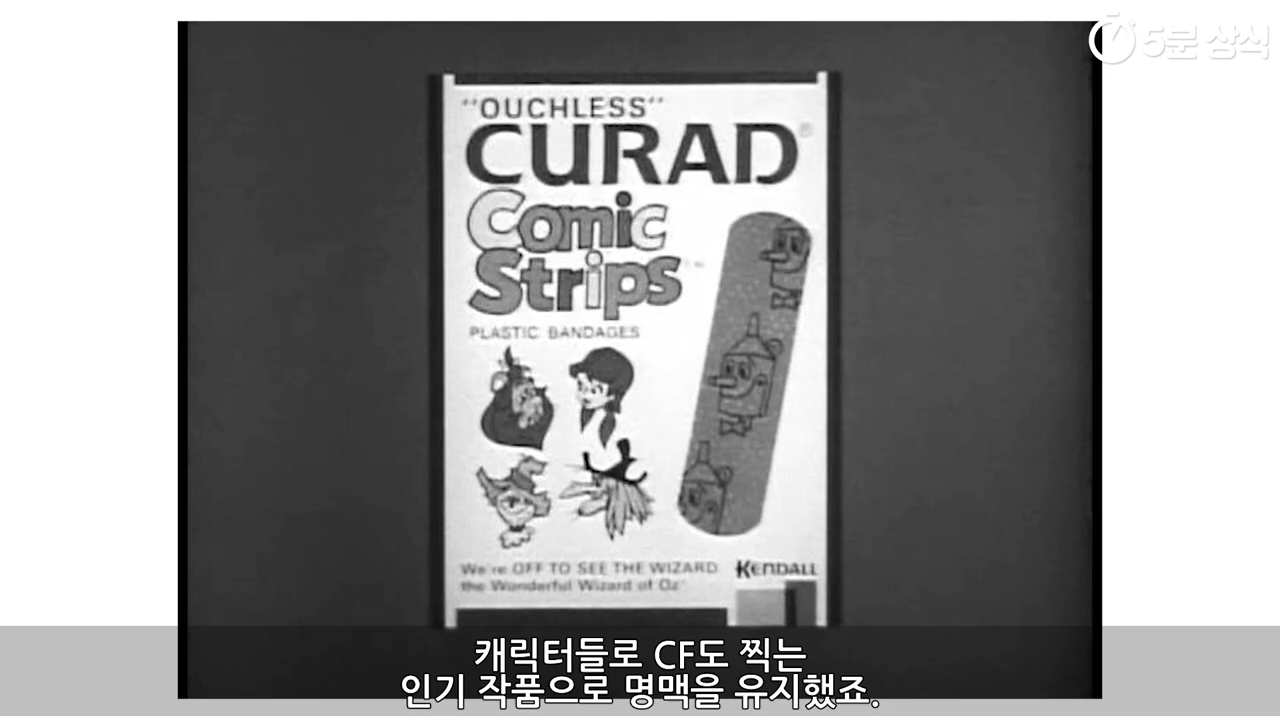 5분 상식
"OUCHLESS"
CURAD®
Comic
Strips™
PLASTIC BANDAGES
We're OFF TO SEE THE WIZARD
the Wonderful Wizard of Oz
KENDALL
캐릭터들로 CF도 찍는
인기 작품으로 명맥을 유지했죠.